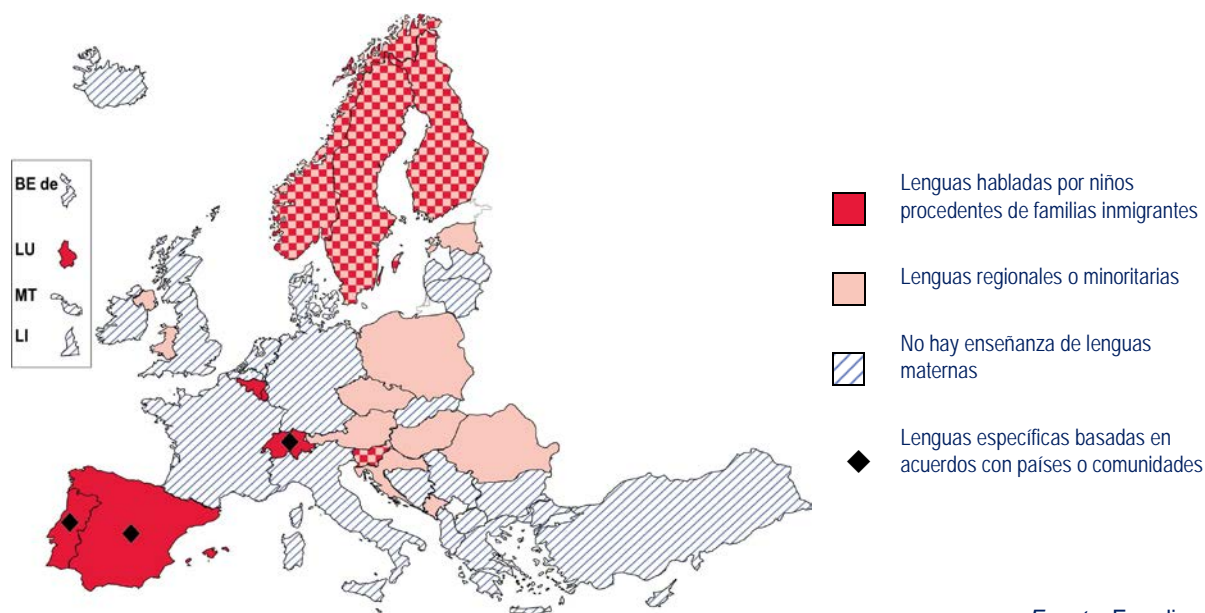 BE de
LU
MT
LI
Lenguas habladas por niños
procedentes de familias inmigrantes
Lenguas regionales o minoritarias
No hay enseñanza de lenguas
maternas
Lenguas específicas basadas en
acuerdos con países o comunidades